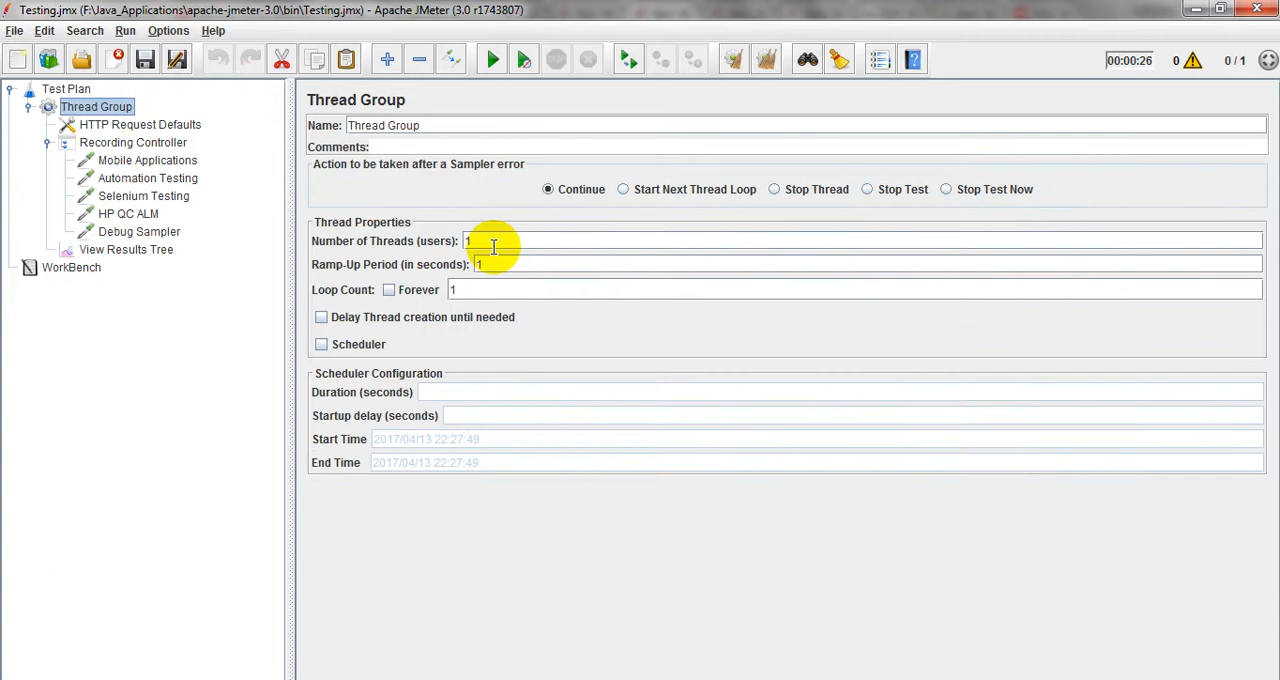 Testing.jmx (F:\Java_Applications\apache-jmeter-3.0\bin\Testing.jmx) - Apache JMeter (3.0 r1743807)
File Edit Search Run Options Help
00:00:26 0 0 / 1
Test Plan
Thread Group
HTTP Request Defaults
Recording Controller
Mobile Applications
Automation Testing
Selenium Testing
HP QC ALM
Debug Sampler
View Results Tree
WorkBench
Thread Group
Name: Thread Group
Comments:
Action to be taken after a Sampler error
Continue Start Next Thread Loop Stop Thread Stop Test Stop Test Now
Thread Properties
Number of Threads (users): 1
Ramp-Up Period (in seconds): 1
Loop Count: Forever 1
Delay Thread creation until needed
Scheduler
Scheduler Configuration
Duration (seconds)
Startup delay (seconds)
Start Time 2017/04/13 22:27:49
End Time 2017/04/13 22:27:49